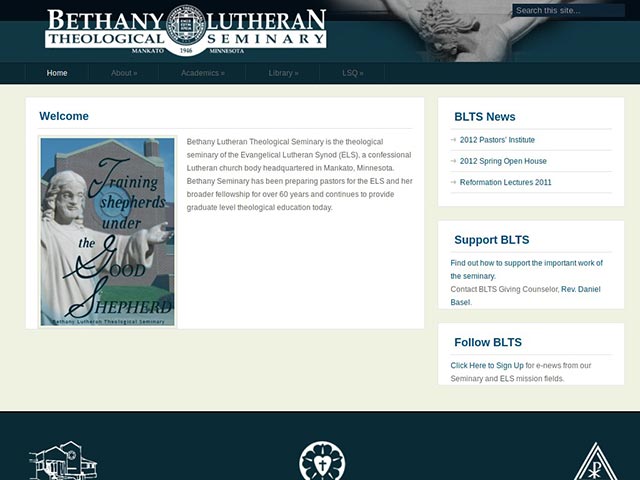 BETHANY LUTHERAN
THEOLOGICAL SEMINARY
MANKATO 1946 MINNESOTA
Search this site...
Home About » Academics » Library » LSQ »
Welcome
Training
shepherds
under
the
GOOD
SHEPHERD
Bethany Lutheran Theological Seminary
Bethany Lutheran Theological Seminary is the theological
seminary of the Evangelical Lutheran Synod (ELS), a confessional
Lutheran church body headquartered in Mankato, Minnesota.
Bethany Seminary has been preparing pastors for the ELS and her
broader fellowship for over 60 years and continues to provide
graduate level theological education today.
BLTS News
2012 Pastors' Institute
2012 Spring Open House
Reformation Lectures 2011
Support BLTS
Find out how to support the important work of
the seminary.
Contact BLTS Giving Counselor, Rev. Daniel
Basel.
Follow BLTS
Click Here to Sign Up for e-news from our
Seminary and ELS mission fields.